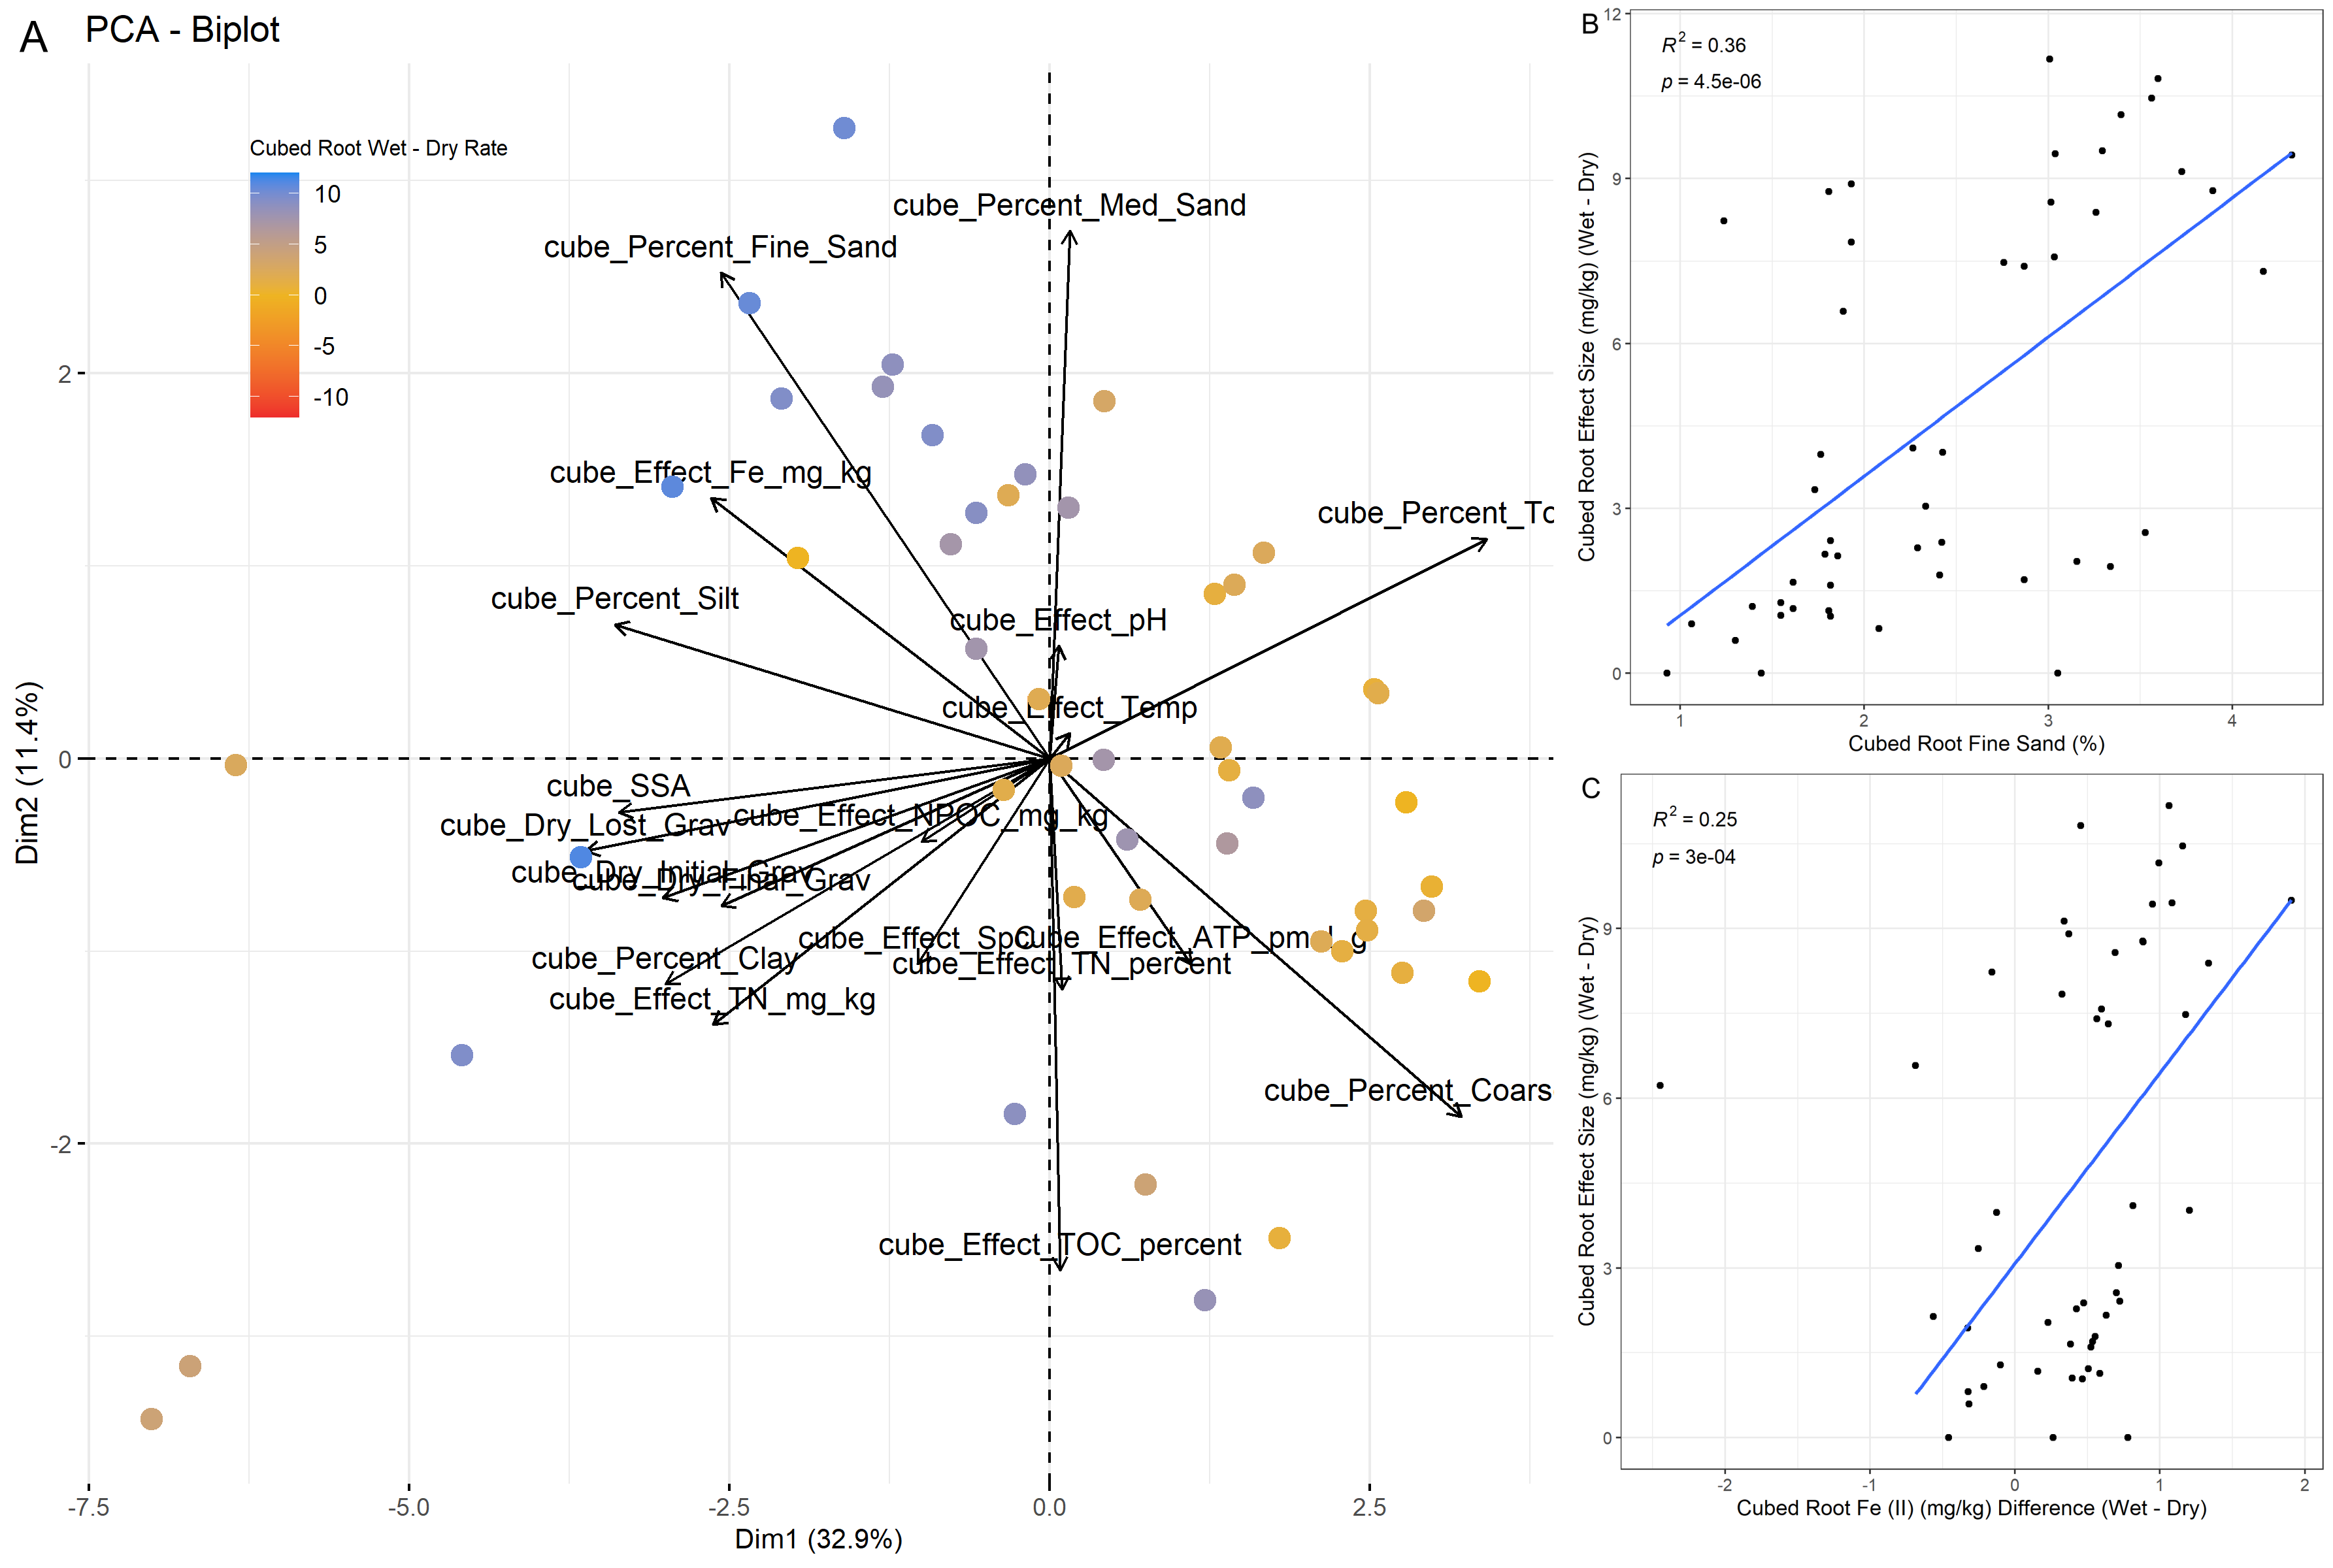 A
PCA - Biplot
Cubed Root Wet - Dry Rate
10
5
0
-5
-10
cube_Percent_Med_Sand
cube_Percent_Fine_Sand
cube_Effect_Fe_mg_kg
cube_Percent_To
cube_Percent_Silt
cube_Effect_pH
cube_Effect_Temp
cube_SSA
cube_Effect_NPOC_mg_kg
cube_Dry_Lost_Grav
cube_Dry_Initial_Grav
cube_Dry_Final_Grav
cube_Effect_SpC
cube_Effect_ATP_pmol_g
cube_Percent_Clay
cube_Effect_TN_percent
cube_Effect_TN_mg_kg
cube_Percent_Coars
cube_Effect_TOC_percent
2
0
-2
Dim2 (11.4%)
-7.5
-5.0
-2.5
0.0
2.5
Dim1 (32.9%)
B
R² = 0.36
p = 4.5e-06
12
9
6
3
0
Cubed Root Effect Size (mg/kg) (Wet - Dry)
1
2
3
4
Cubed Root Fine Sand (%)
C
R² = 0.25
p = 3e-04
9
6
3
0
Cubed Root Effect Size (mg/kg) (Wet - Dry)
-2
-1
0
1
2
Cubed Root Fe (II) (mg/kg) Difference (Wet - Dry)